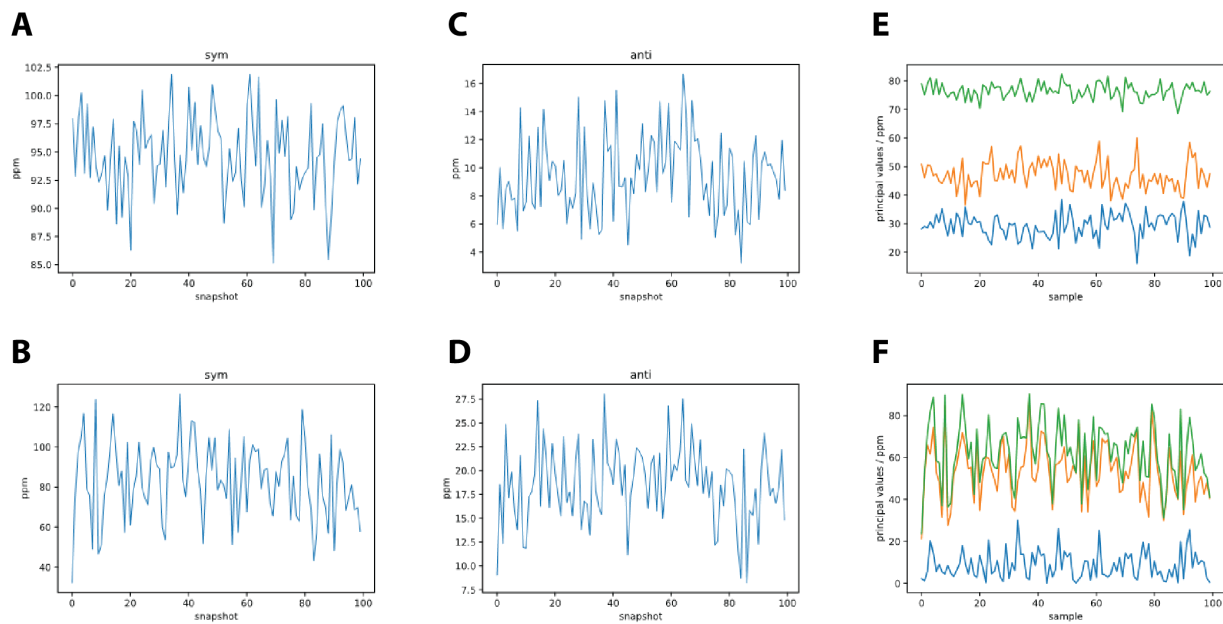 A
sym
102.5
100.0
97.5
95.0
92.5
90.0
87.5
85.0
ppm
0 20 40 60 80 100
snapshot
C
anti
16
14
12
10
8
6
4
ppm
0 20 40 60 80 100
snapshot
E
80
70
60
50
40
30
20
principal values / ppm
0 20 40 60 80 100
sample
B
sym
120
100
80
60
40
ppm
0 20 40 60 80 100
snapshot
D
anti
27.5
25.0
22.5
20.0
17.5
15.0
12.5
10.0
7.5
ppm
0 20 40 60 80 100
snapshot
F
80
60
40
20
0
principal values / ppm
0 20 40 60 80 100
sample